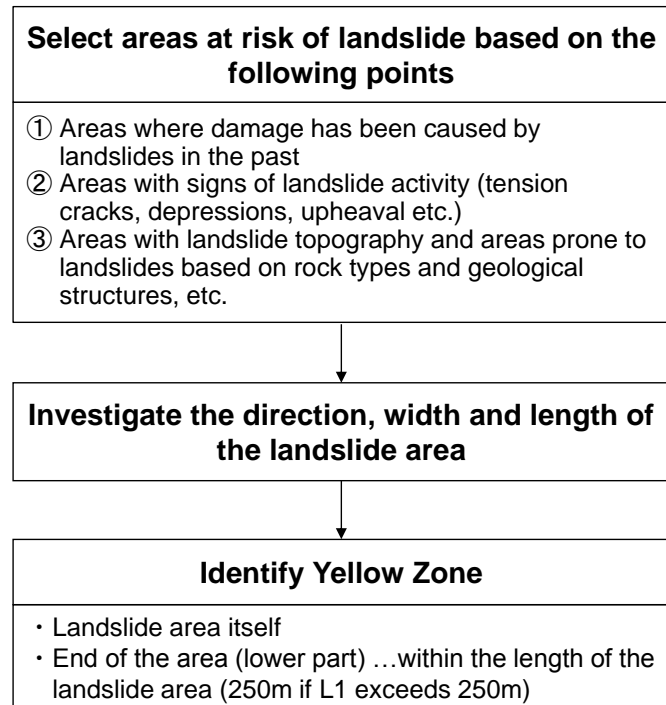 Select areas at risk of landslide based on the
following points
① Areas where damage has been caused by
landslides in the past
② Areas with signs of landslide activity (tension
cracks, depressions, upheaval etc.)
③ Areas with landslide topography and areas prone to
landslides based on rock types and geological
structures, etc.
Investigate the direction, width and length of
the landslide area
Identify Yellow Zone
・Landslide area itself
・End of the area (lower part) …within the length of the
landslide area (250m if L1 exceeds 250m)